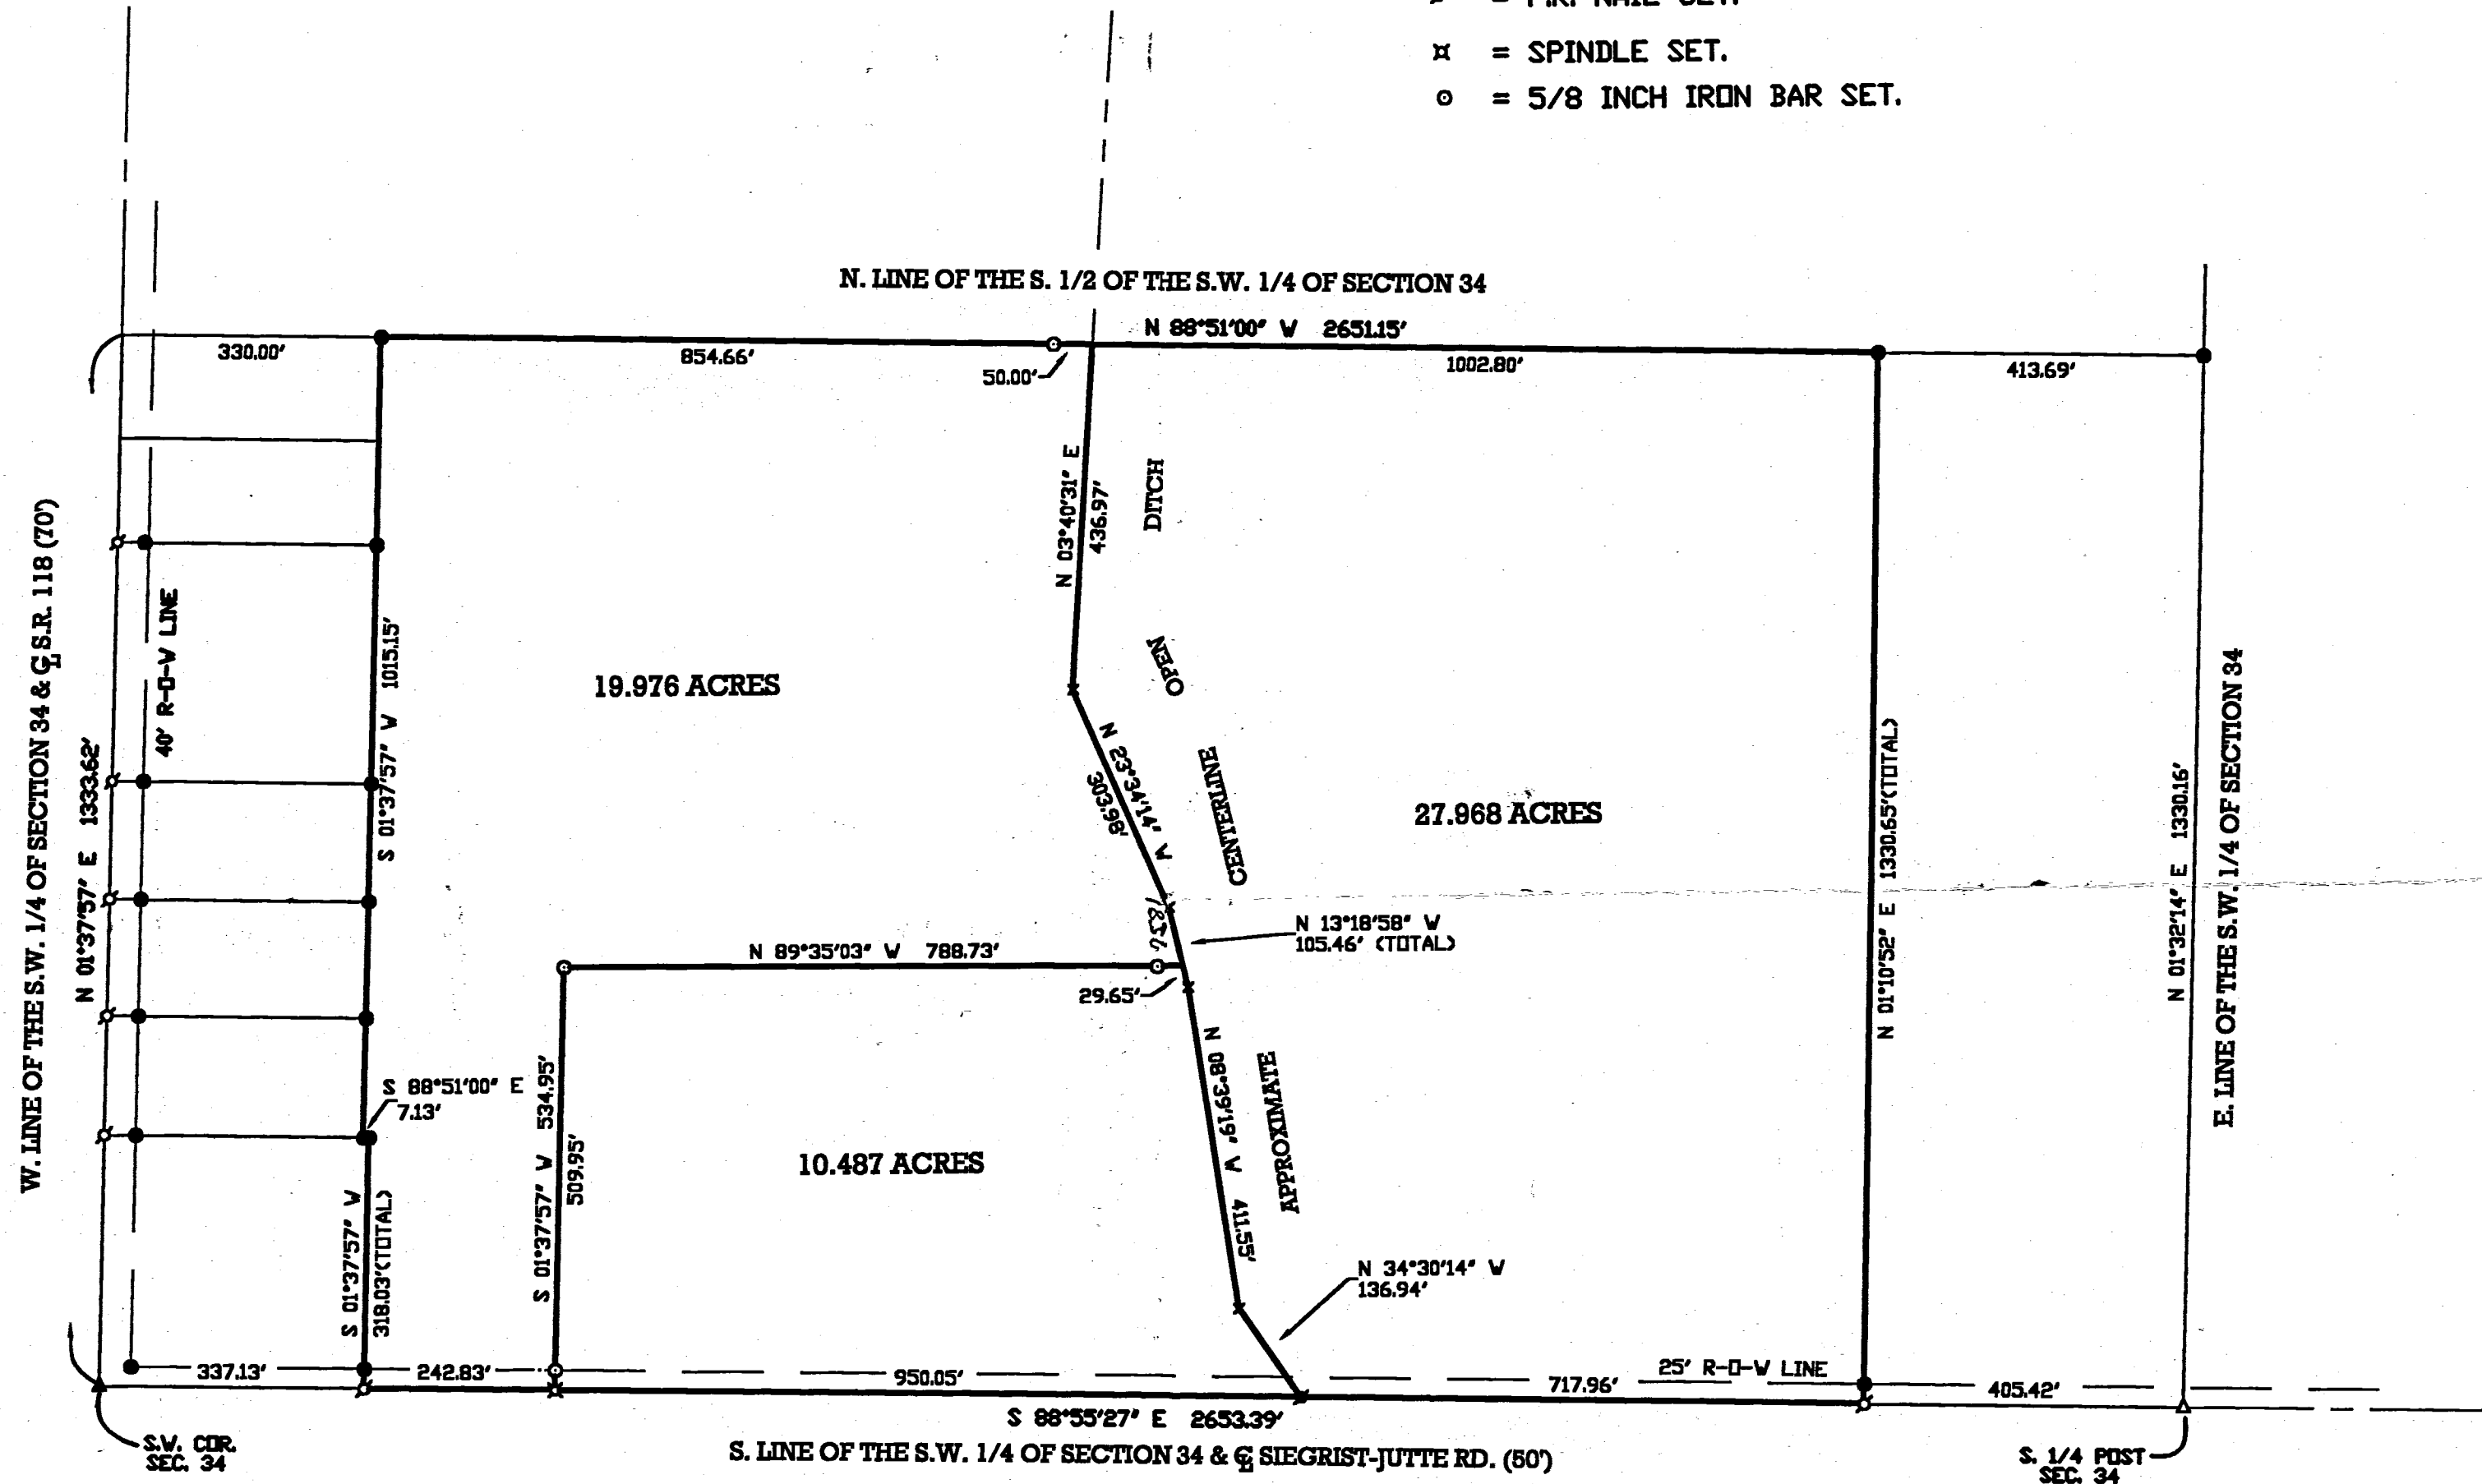 = SPINDLE SET.
= 5/8 INCH IRON BAR SET.
N. LINE OF THE S. 1/2 OF THE S.W. 1/4 OF SECTION 34
N 88°51'00" W 2651.15'
330.00'
854.66'
50.00'
1002.80'
413.69'
W. LINE OF THE S.W. 1/4 OF SECTION 34 & ℄ S.R. 118 (70')
N 01°37'57" E 1333.62'
40' R-O-W LINE
S 01°37'57" W 1015.15'
N 03°40'31" E
436.97'
DITCH
OPEN
CENTERLINE
APPROXIMATE
19.976 ACRES
N 23°34'14" W
303.98'
27.968 ACRES
N 01°10'52" E 1330.65'(TOTAL)
N 01°32'14" E 1330.16'
E. LINE OF THE S.W. 1/4 OF SECTION 34
N 13°18'58" W
105.46' (TOTAL)
N 89°35'03" W 788.73'
29.65'
S 88°51'00" E
7.13'
S 01°37'57" W 534.95'
509.95'
10.487 ACRES
N 08°39'19" W 411.55'
S 01°37'57" W
318.03'(TOTAL)
N 34°30'14" W
136.94'
337.13'
242.83'
950.05'
717.96'
25' R-O-W LINE
405.42'
S 88°55'27" E 2653.39'
S. LINE OF THE S.W. 1/4 OF SECTION 34 & ℄ SIEGRIST-JUTTE RD. (50')
S.W. COR.
SEC. 34
S. 1/4 POST
SEC. 34